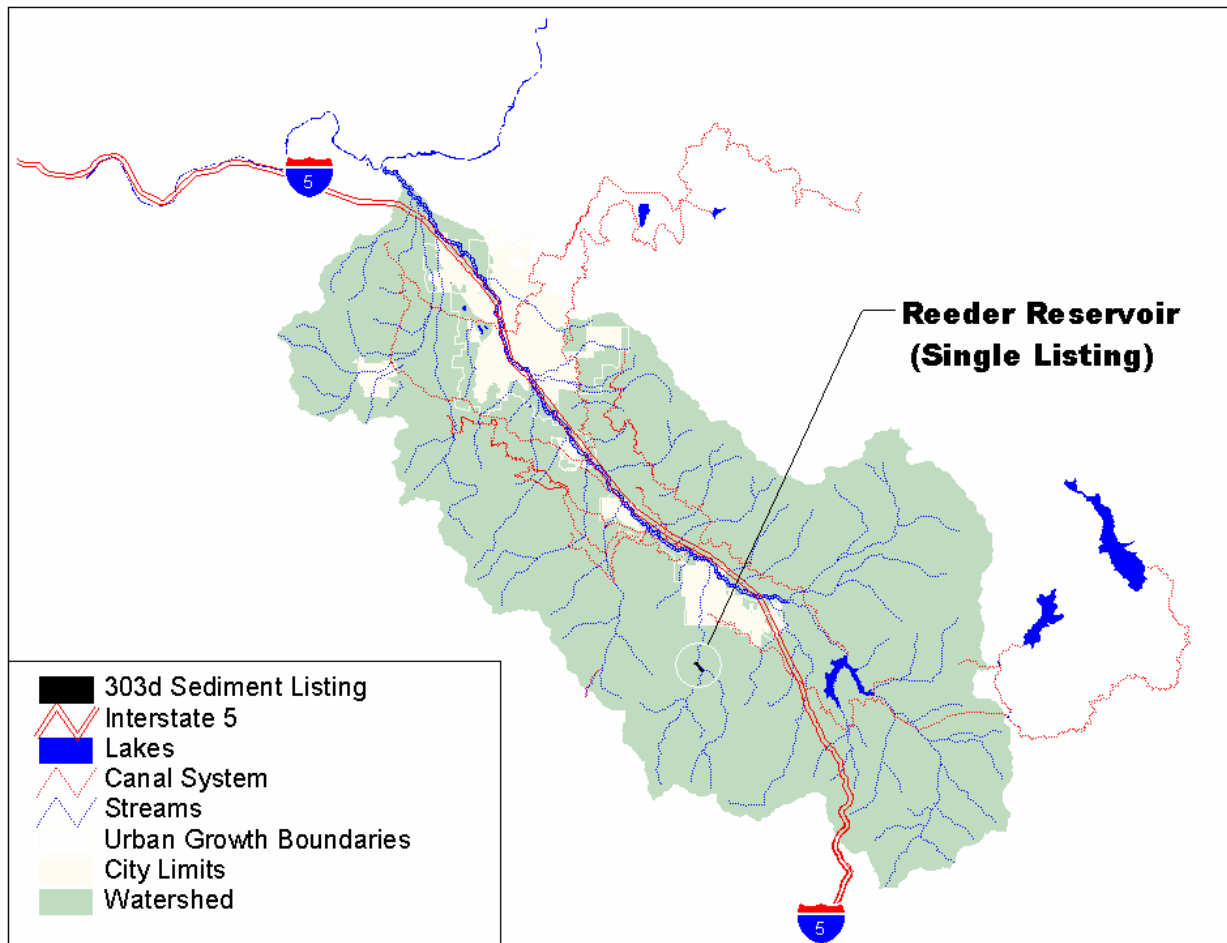 5
Reeder Reservoir
(Single Listing)
303d Sediment Listing
Interstate 5
Lakes
Canal System
Streams
Urban Growth Boundaries
City Limits
Watershed
5